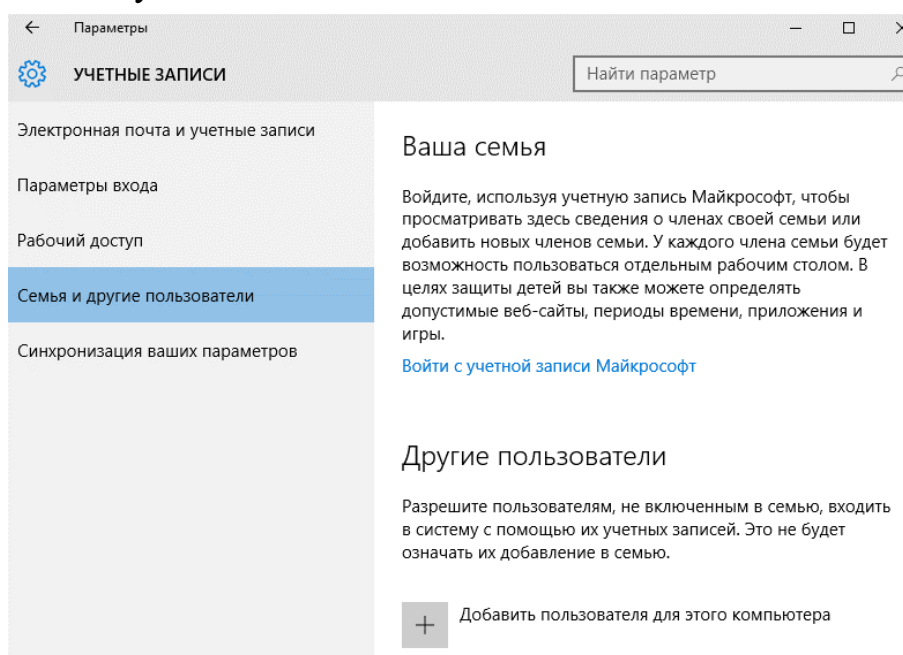 Параметры
УЧЕТНЫЕ ЗАПИСИ
Найти параметр
Электронная почта и учетные записи
Параметры входа
Рабочий доступ
Семья и другие пользователи
Синхронизация ваших параметров
Ваша семья
Войдите, используя учетную запись Майкрософт, чтобы
просматривать здесь сведения о членах своей семьи или
добавить новых членов семьи. У каждого члена семьи будет
возможность пользоваться отдельным рабочим столом. В
целях защиты детей вы также можете определять
допустимые веб-сайты, периоды времени, приложения и
игры.
Войти с учетной записи Майкрософт
Другие пользователи
Разрешите пользователям, не включенным в семью, входить
в систему с помощью их учетных записей. Это не будет
означать их добавление в семью.
Добавить пользователя для этого компьютера